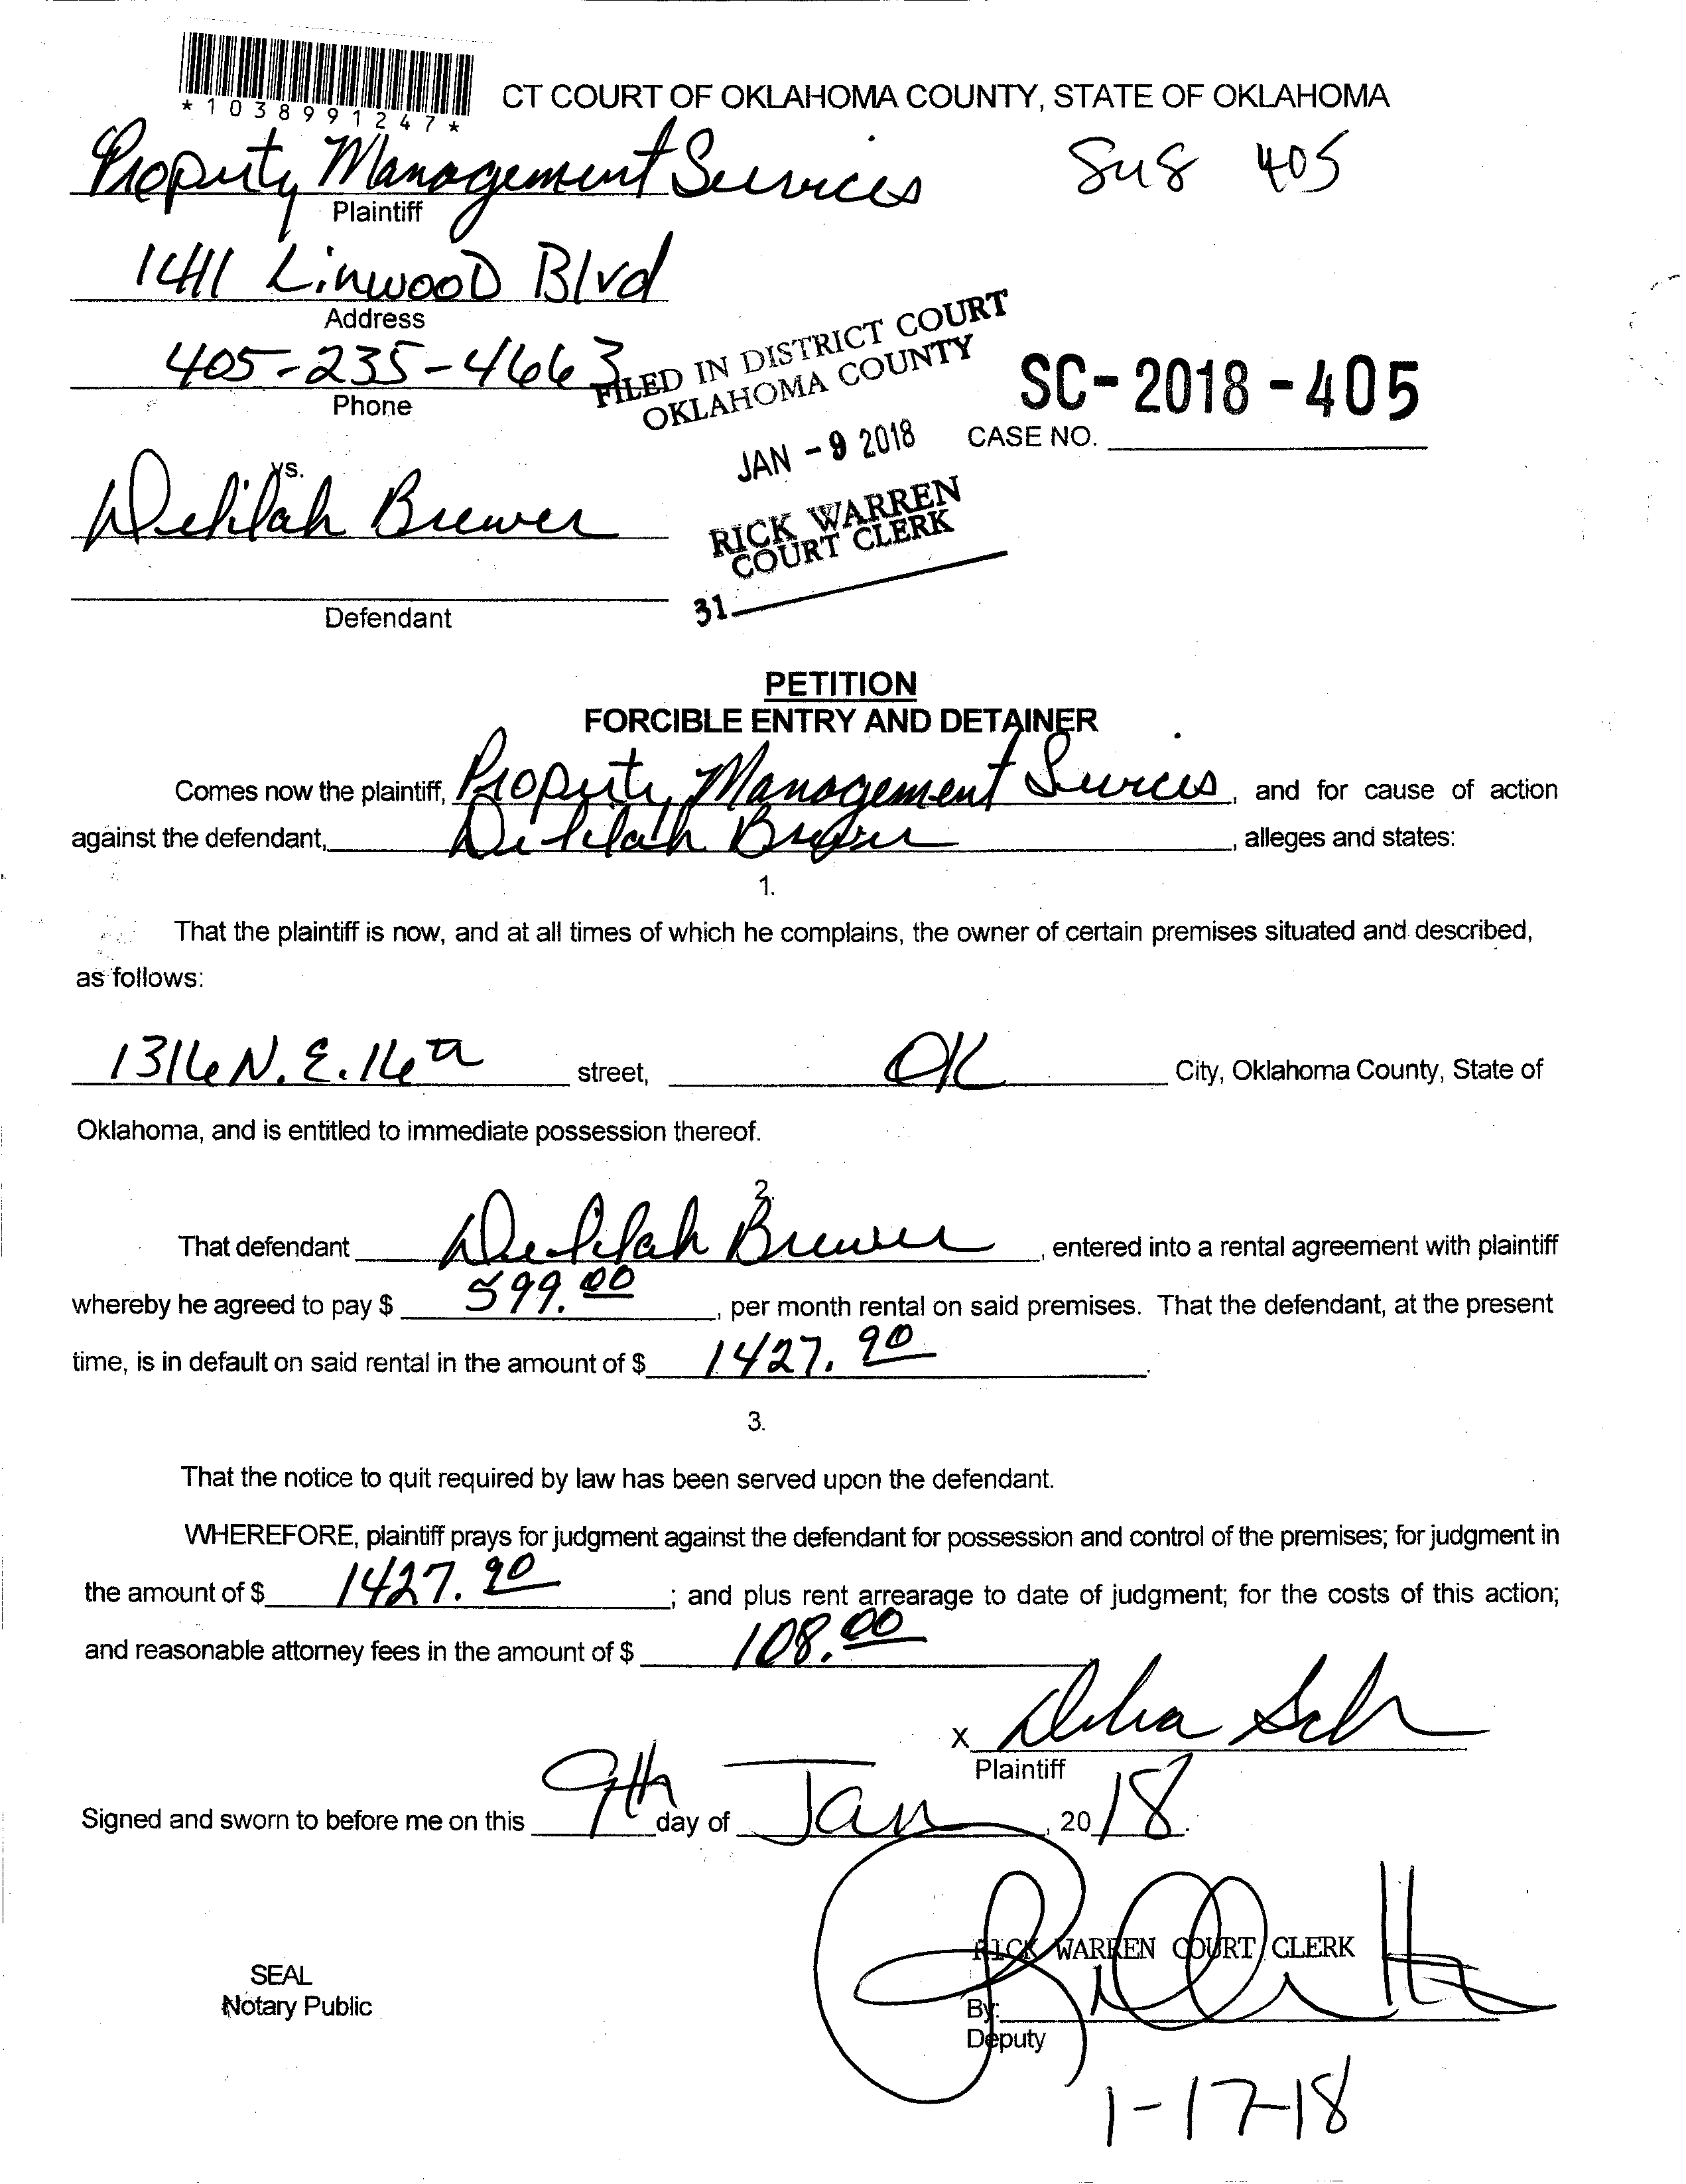 *1038991247*
CT COURT OF OKLAHOMA COUNTY, STATE OF OKLAHOMA
Property Management Services
405
Plaintiff
1411 Linwood Blvd
Address
405-235-4663
Phone
FILED IN DISTRICT COURT
OKLAHOMA COUNTY
JAN - 9 2018
RICK WARREN
COURT CLERK
31
SC-2018-405
CASE NO.
vs.
Delilah Brewer
Defendant
PETITION
FORCIBLE ENTRY AND DETAINER
Comes now the plaintiff, Property Management Services, and for cause of action
against the defendant, Delilah Brewer, alleges and states:
1.
That the plaintiff is now, and at all times of which he complains, the owner of certain premises situated and described,
as follows:
1316 N.E. 16th street, OK City, Oklahoma County, State of
Oklahoma, and is entitled to immediate possession thereof.
2.
That defendant Delilah Brewer, entered into a rental agreement with plaintiff
whereby he agreed to pay $ 599.00, per month rental on said premises. That the defendant, at the present
time, is in default on said rental in the amount of $ 1427.90.
3.
That the notice to quit required by law has been served upon the defendant.
WHEREFORE, plaintiff prays for judgment against the defendant for possession and control of the premises; for judgment in
the amount of $ 1427.90; and plus rent arrearage to date of judgment; for the costs of this action;
and reasonable attorney fees in the amount of $ 108.00
X
Plaintiff
Signed and sworn to before me on this 9th day of Jan, 2018.
RICK WARREN COURT CLERK
SEAL
Notary Public
By:
Deputy
1-17-18